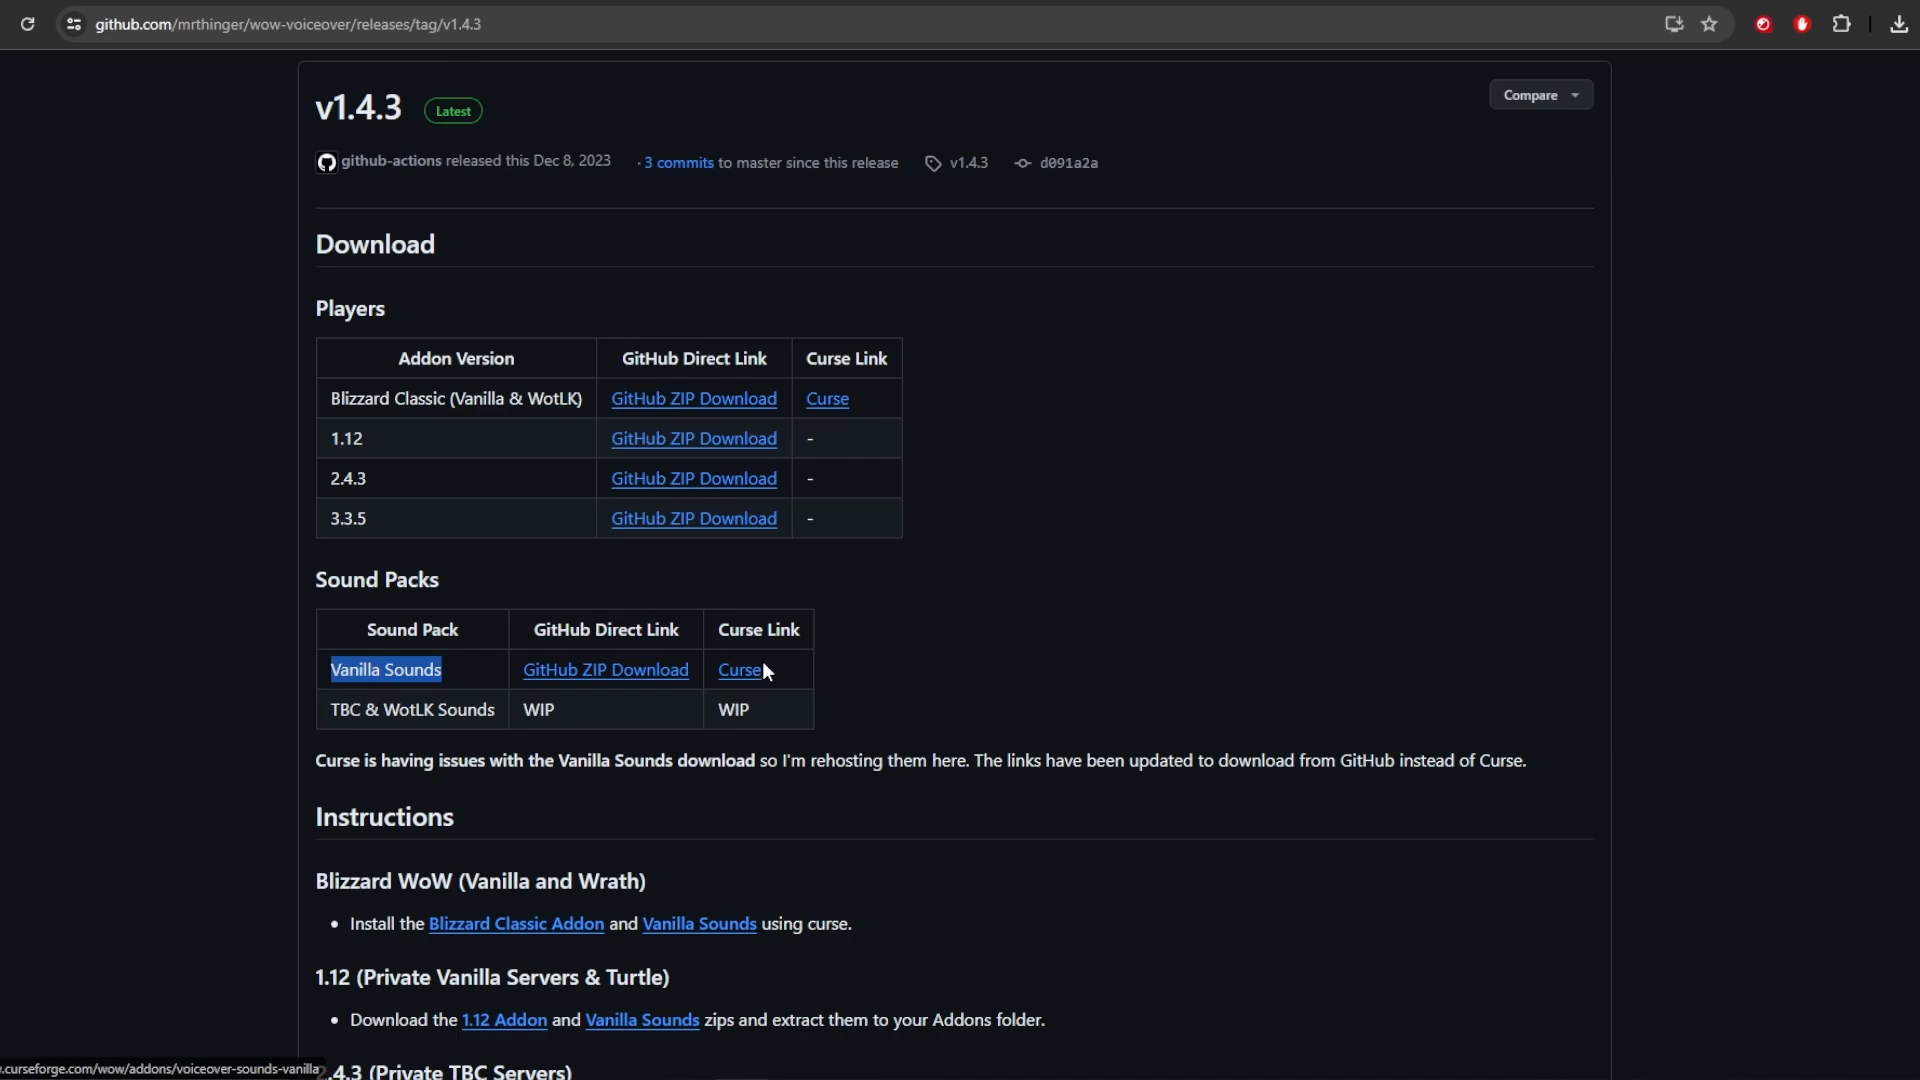 github.com/mrthinger/wow-voiceover/releases/tag/v1.4.3
v1.4.3 Latest
Compare
github-actions released this Dec 8, 2023 · 3 commits to master since this release v1.4.3 d091a2a
Download
Players
Addon Version GitHub Direct Link Curse Link
Blizzard Classic (Vanilla & WotLK) GitHub ZIP Download Curse
1.12 GitHub ZIP Download -
2.4.3 GitHub ZIP Download -
3.3.5 GitHub ZIP Download -
Sound Packs
Sound Pack GitHub Direct Link Curse Link
Vanilla Sounds GitHub ZIP Download Curse
TBC & WotLK Sounds WIP WIP
Curse is having issues with the Vanilla Sounds download so I'm rehosting them here. The links have been updated to download from GitHub instead of Curse.
Instructions
Blizzard WoW (Vanilla and Wrath)
• Install the Blizzard Classic Addon and Vanilla Sounds using curse.
1.12 (Private Vanilla Servers & Turtle)
• Download the 1.12 Addon and Vanilla Sounds zips and extract them to your Addons folder.
.curseforge.com/wow/addons/voiceover-sounds-vanilla
2.4.3 (Private TBC Servers)